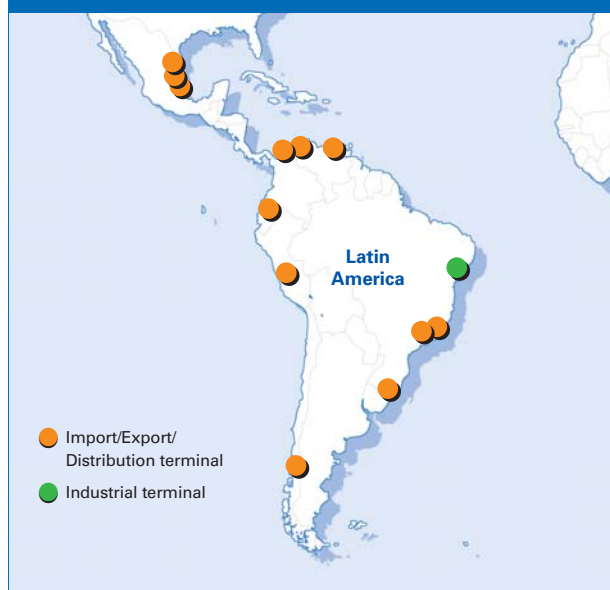 Latin
America
Import/Export/
Distribution terminal
Industrial terminal